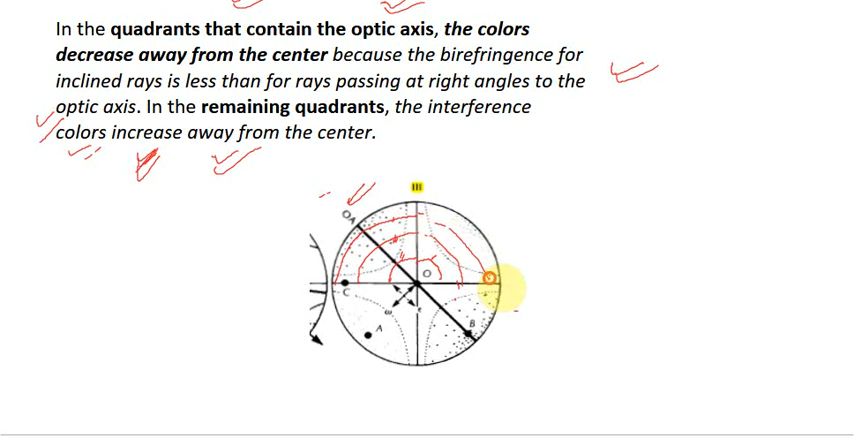 In the quadrants that contain the optic axis, the colors
decrease away from the center because the birefringence for
inclined rays is less than for rays passing at right angles to the
optic axis. In the remaining quadrants, the interference
colors increase away from the center.
III
OA
O
C
ω
ε
B
A